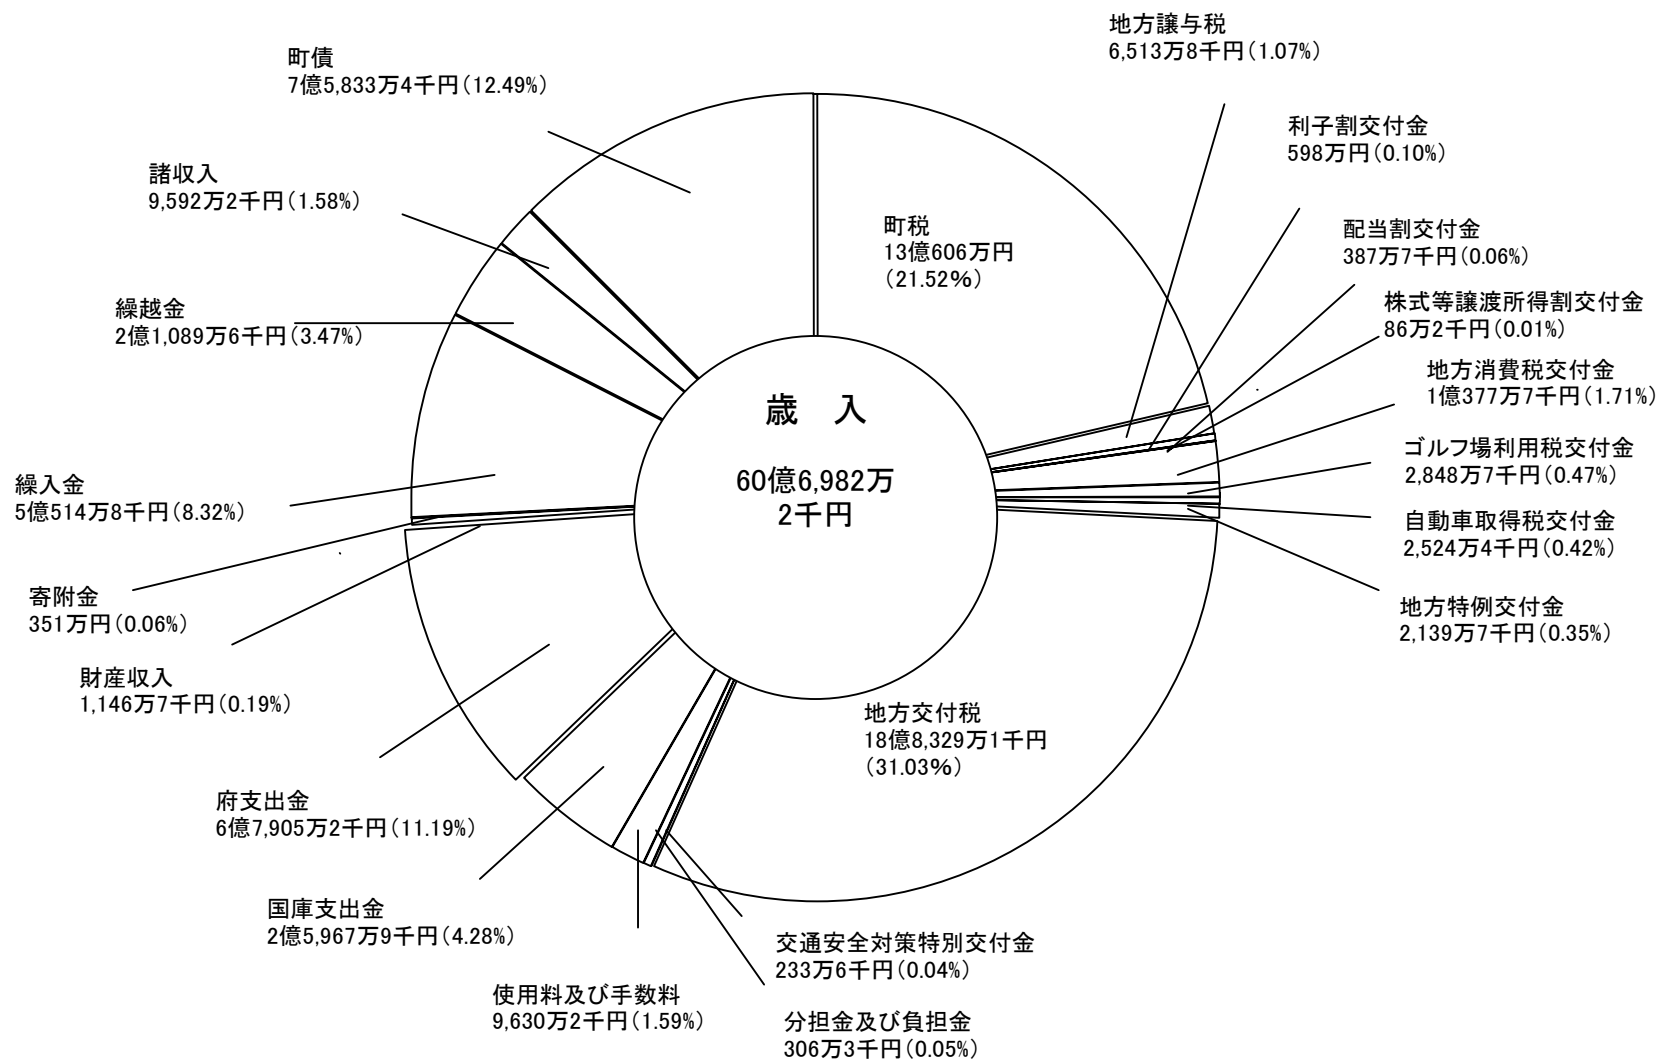 地方譲与税
6,513万8千円(1.07%)
町債
7億5,833万4千円(12.49%)
利子割交付金
598万円(0.10%)
諸収入
9,592万2千円(1.58%)
町税
13億606万円
(21.52%)
配当割交付金
387万7千円(0.06%)
株式等譲渡所得割交付金
86万2千円(0.01%)
繰越金
2億1,089万6千円(3.47%)
地方消費税交付金
1億377万7千円(1.71%)
歳 入
60億6,982万
2千円
ゴルフ場利用税交付金
2,848万7千円(0.47%)
繰入金
5億514万8千円(8.32%)
自動車取得税交付金
2,524万4千円(0.42%)
寄附金
351万円(0.06%)
地方特例交付金
2,139万7千円(0.35%)
財産収入
1,146万7千円(0.19%)
地方交付税
18億8,329万1千円
(31.03%)
府支出金
6億7,905万2千円(11.19%)
国庫支出金
2億5,967万9千円(4.28%)
交通安全対策特別交付金
233万6千円(0.04%)
使用料及び手数料
9,630万2千円(1.59%)
分担金及び負担金
306万3千円(0.05%)